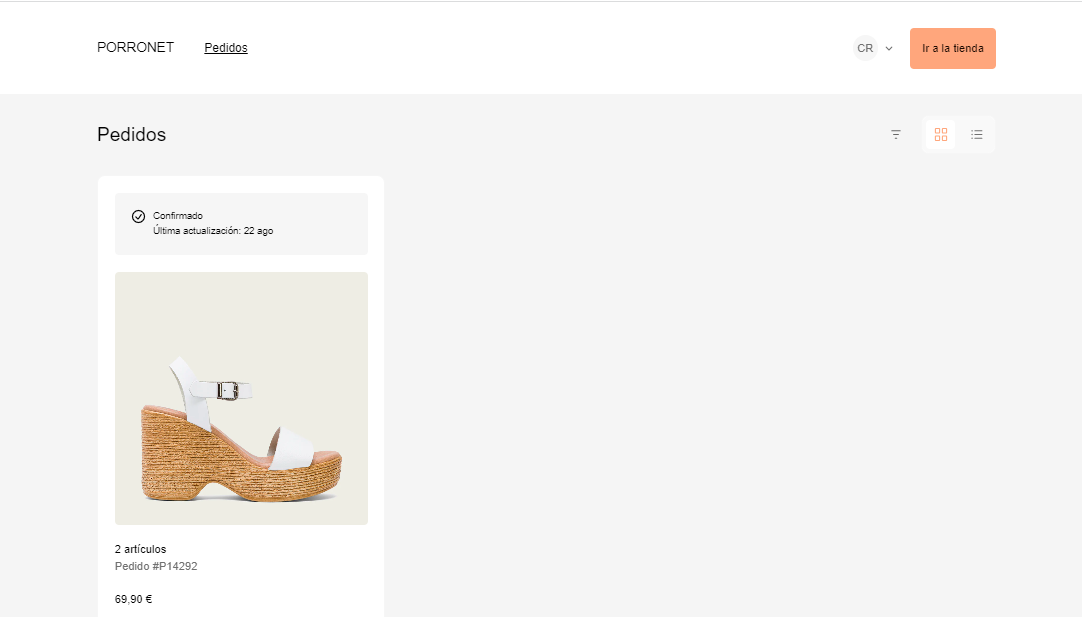 PORRONET
Pedidos
CR
Ir a la tienda
Pedidos
Confirmado
Última actualización: 22 ago
2 artículos
Pedido #P14292
69,90 €